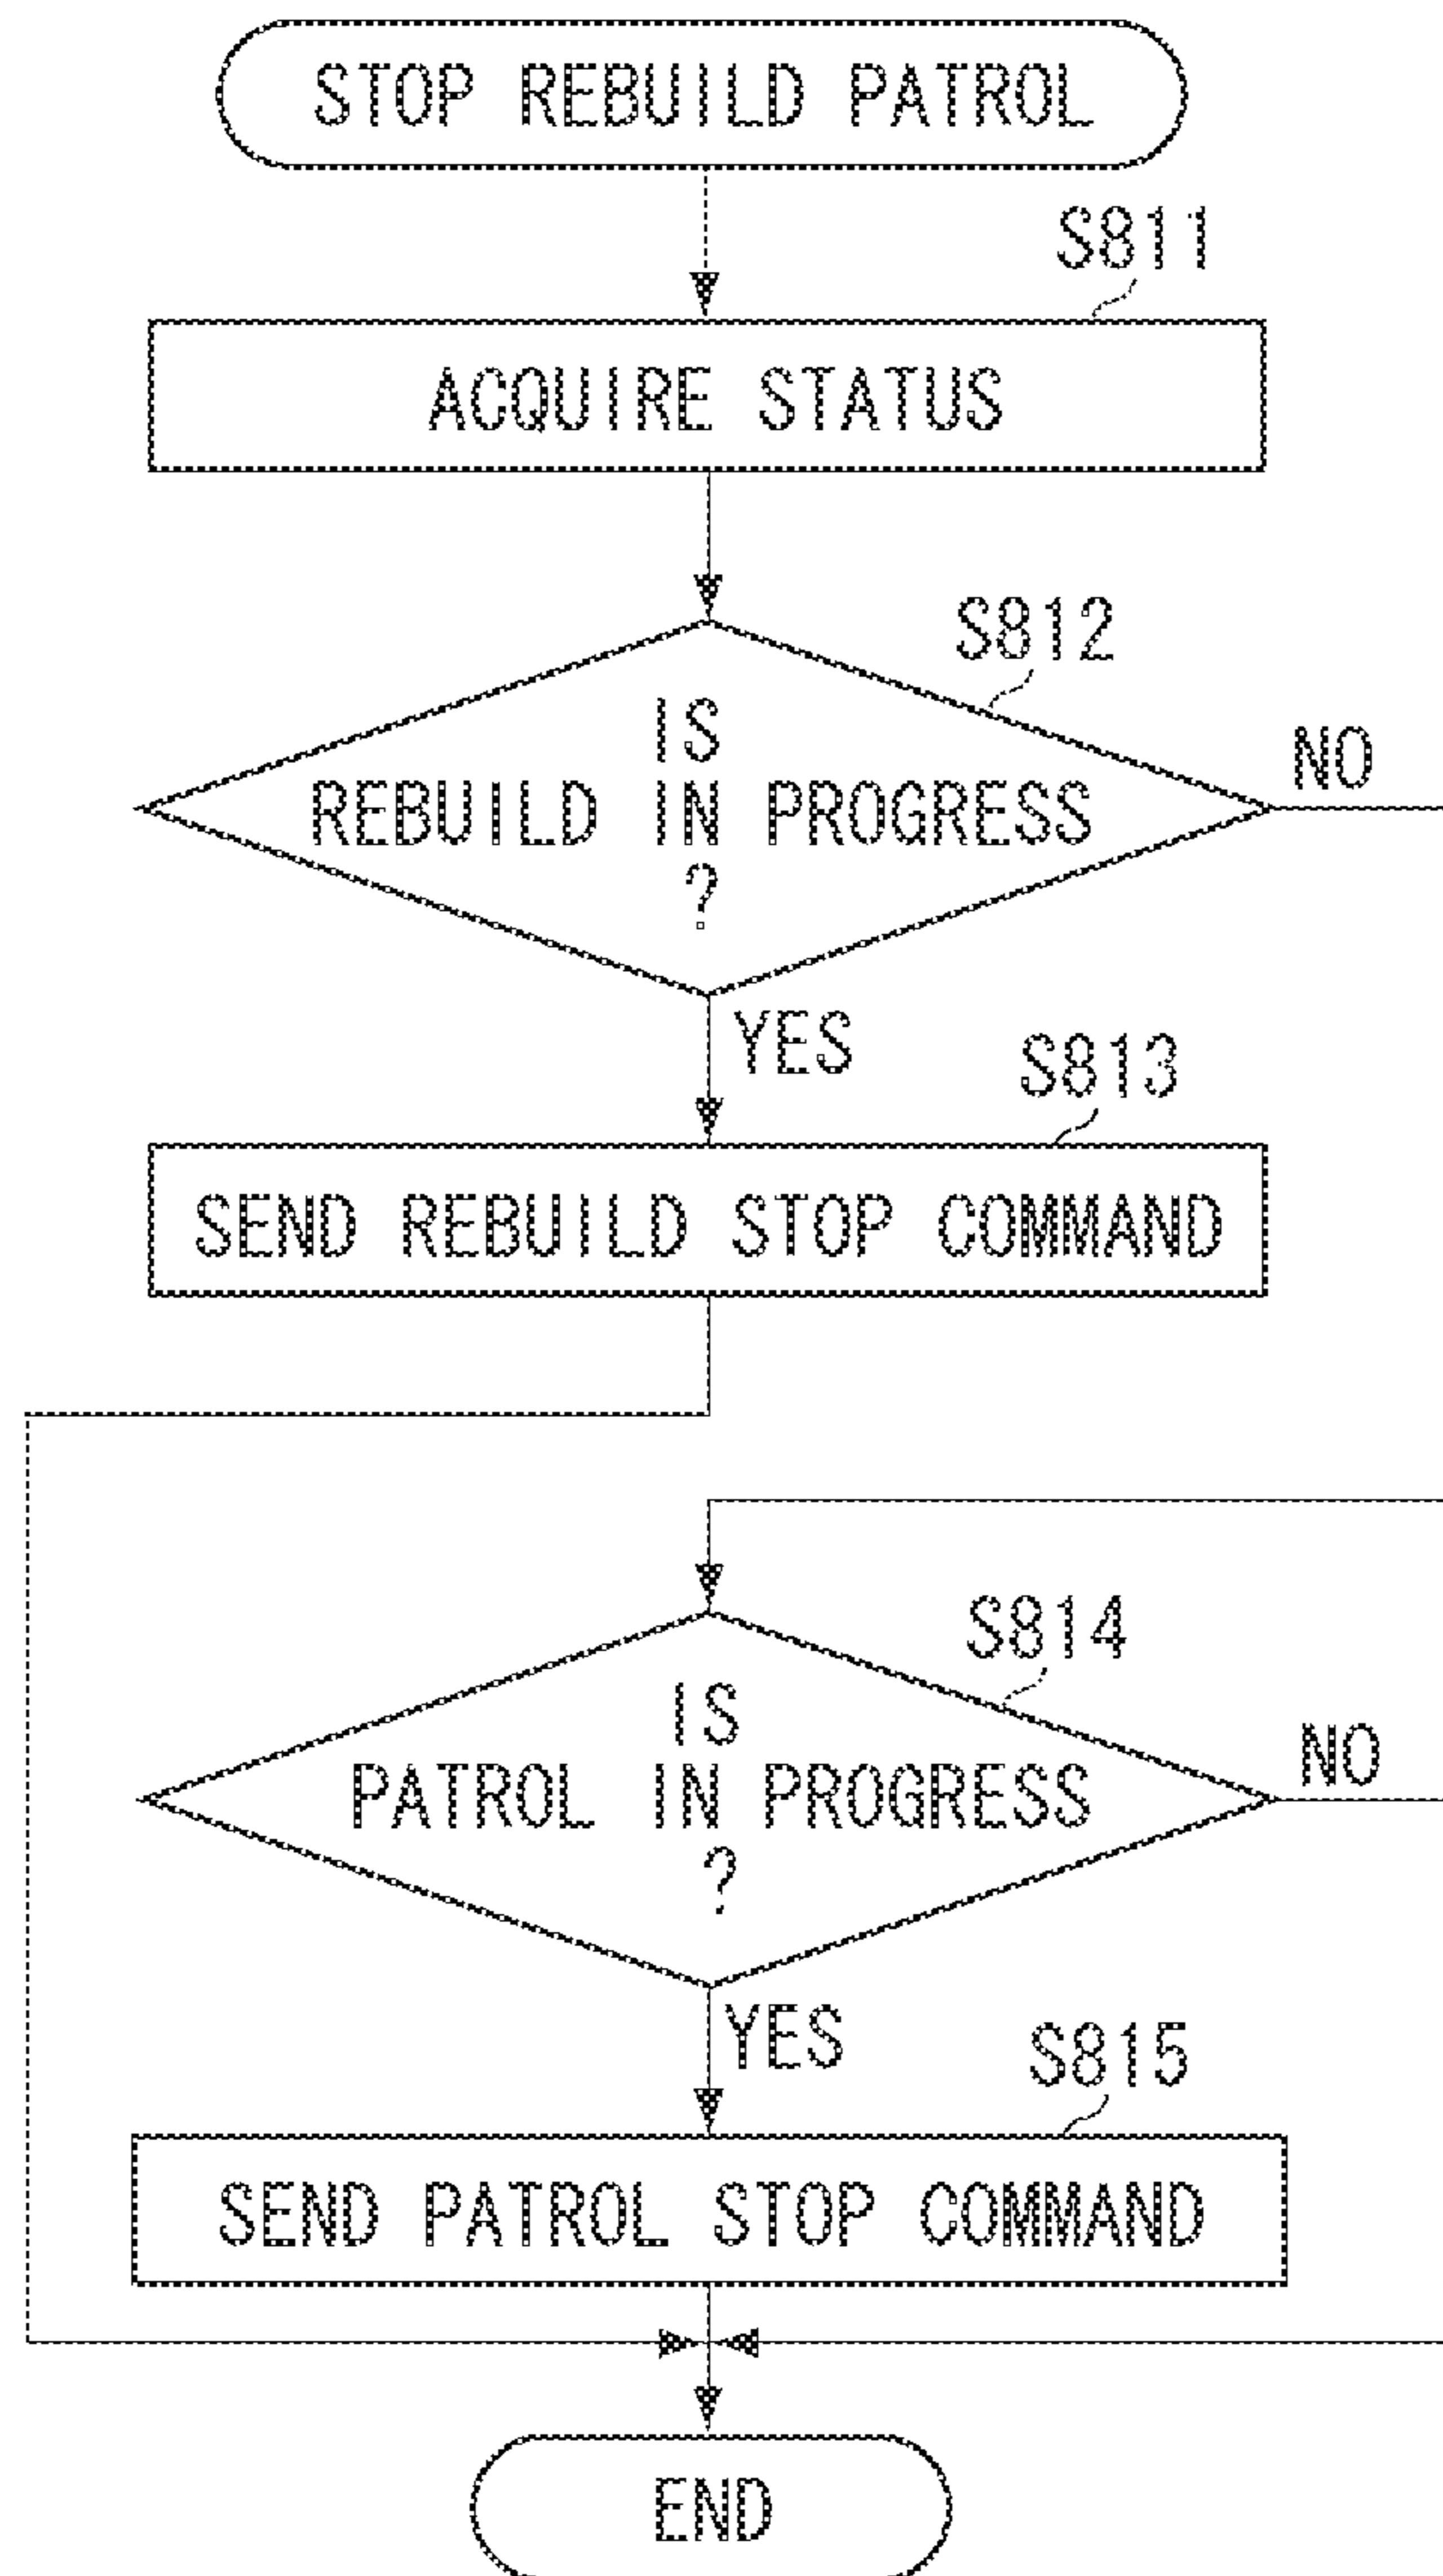 STOP REBUILD PATROL
S811
ACQUIRE STATUS
S812
IS
REBUILD IN PROGRESS
?
NO
YES
S813
SEND REBUILD STOP COMMAND
S814
IS
PATROL IN PROGRESS
?
NO
YES
S815
SEND PATROL STOP COMMAND
END